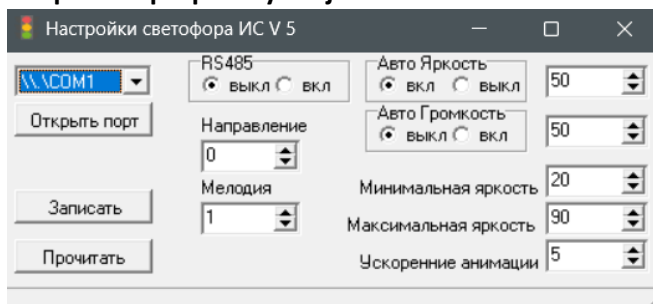 Настройки светофора ИС V 5
\\.\COM1
Открыть порт
Записать
Прочитать
RS485
выкл вкл
Направление
0
Мелодия
1
Авто Яркость
вкл выкл
50
Авто Громкость
выкл вкл
50
Минимальная яркость 20
Максимальная яркость 90
Ускоренние анимации 5